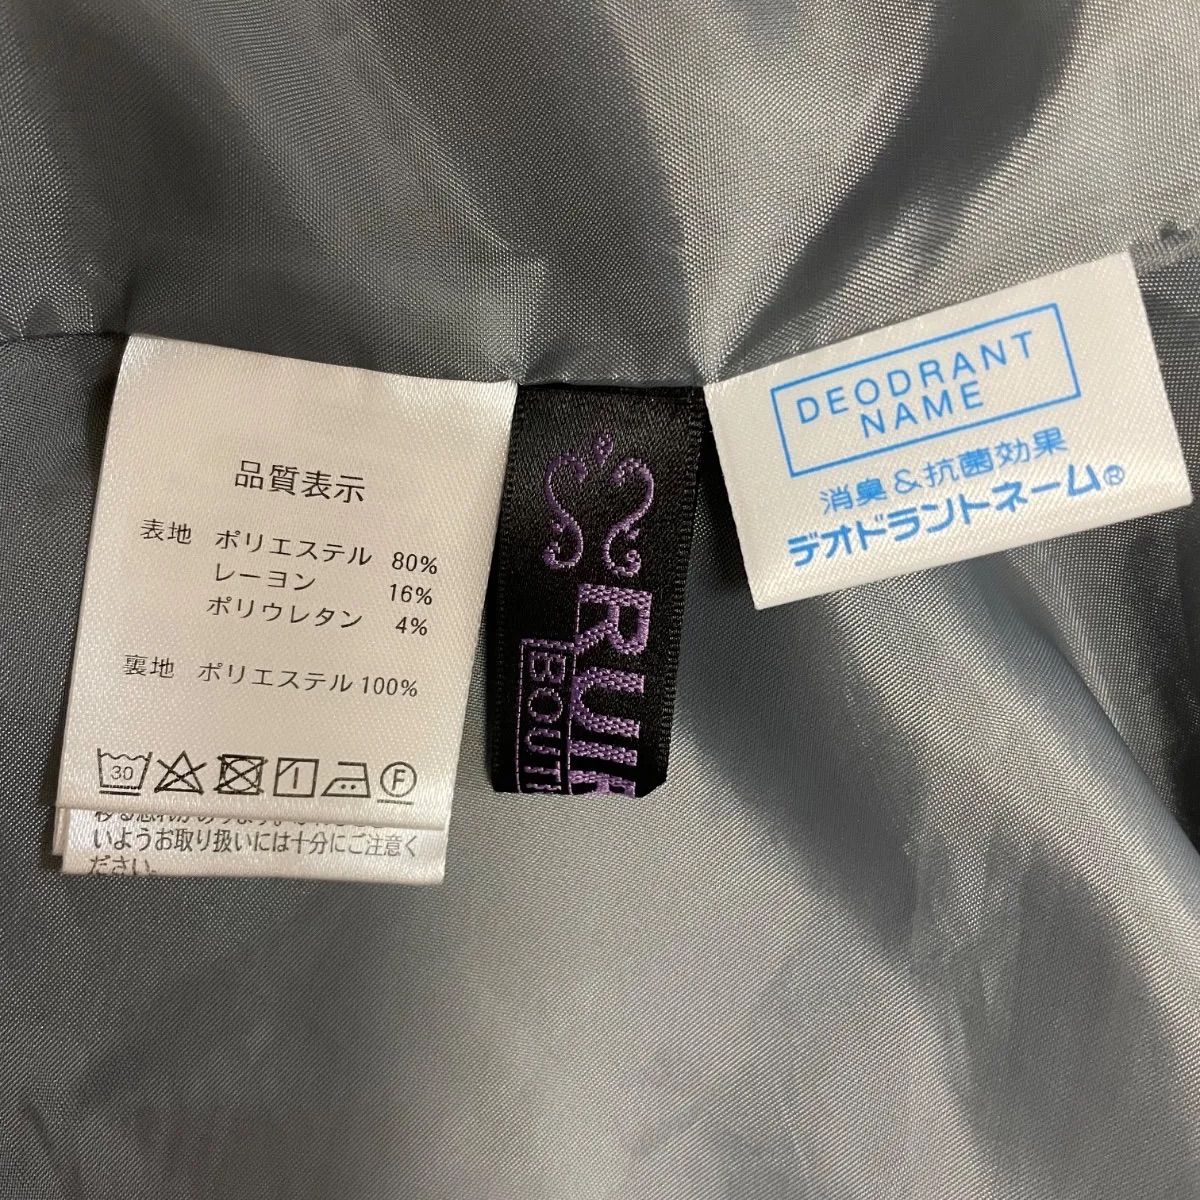 品質表示
表地 ポリエステル 80%
レーヨン 16%
ポリウレタン 4%
裏地 ポリエステル 100%
30
F
いようお取り扱いには十分にご注意く
ださい。
BOUT
DEODRANT
NAME
消臭&抗菌効果
デオドラントネーム®